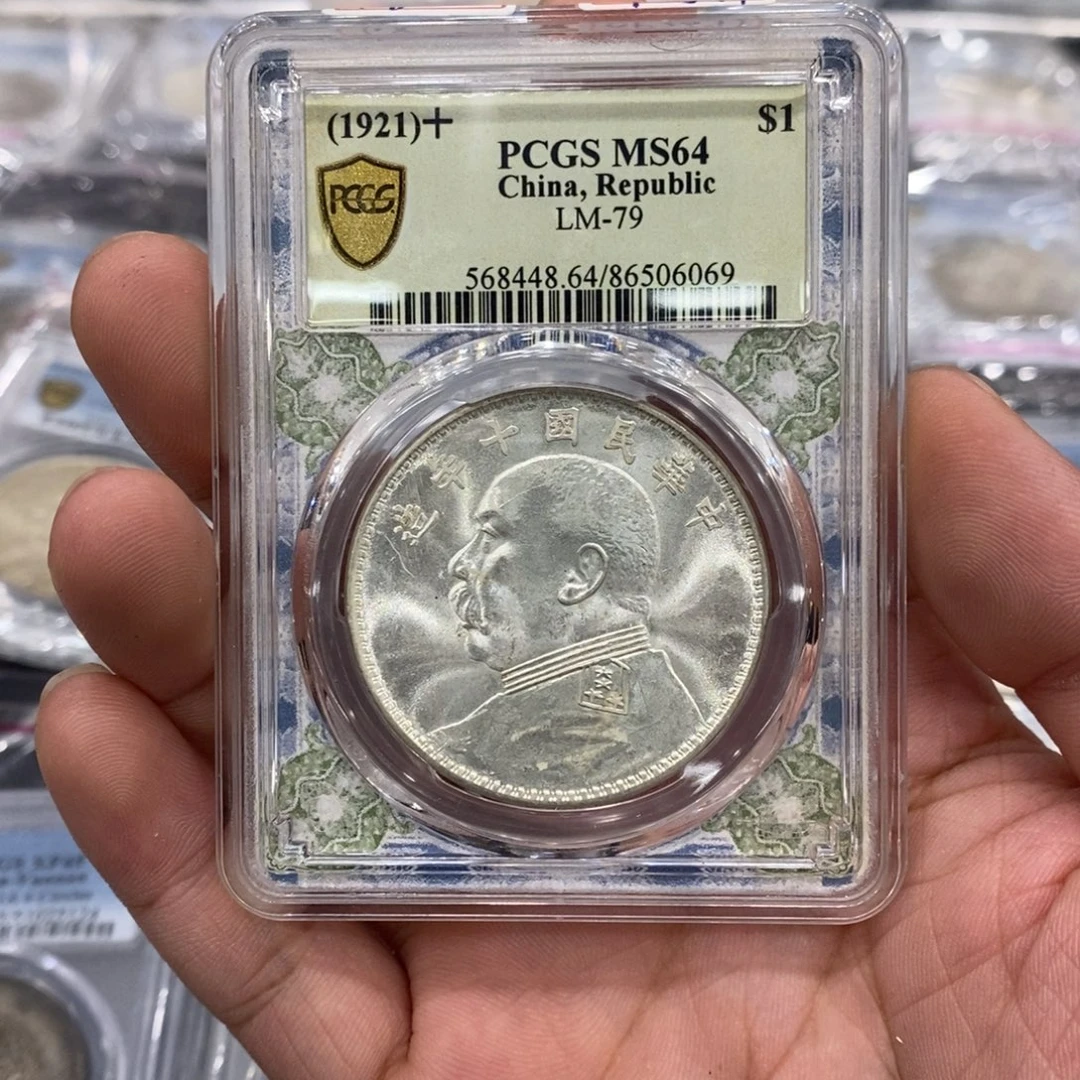 (1921)+
$1
PCGS MS64
China, Republic
LM-79
PCGS
568448.64/86506069
中華民國十年造